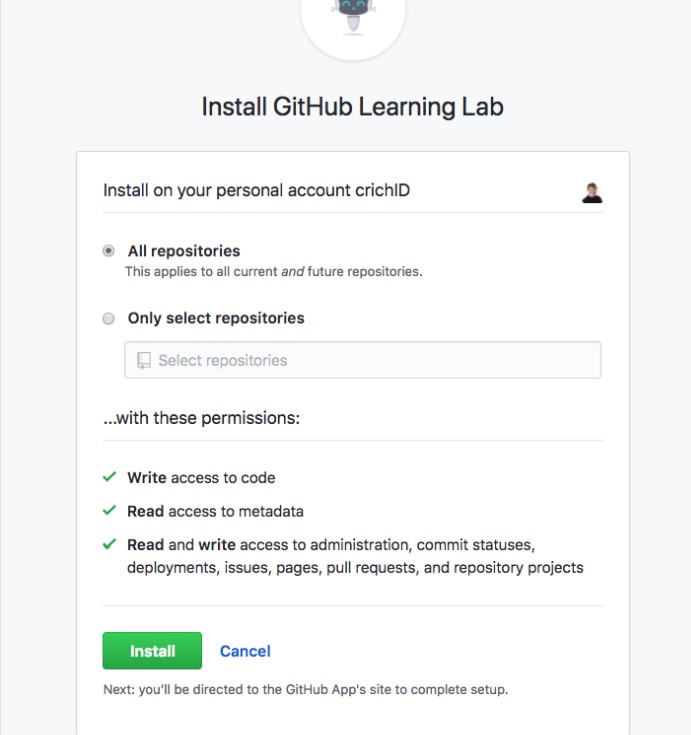 Install GitHub Learning Lab
Install on your personal account crichID
All repositories
This applies to all current and future repositories.
Only select repositories
Select repositories
...with these permissions:
Write access to code
Read access to metadata
Read and write access to administration, commit statuses,
deployments, issues, pages, pull requests, and repository projects
Install Cancel
Next: you'll be directed to the GitHub App's site to complete setup.